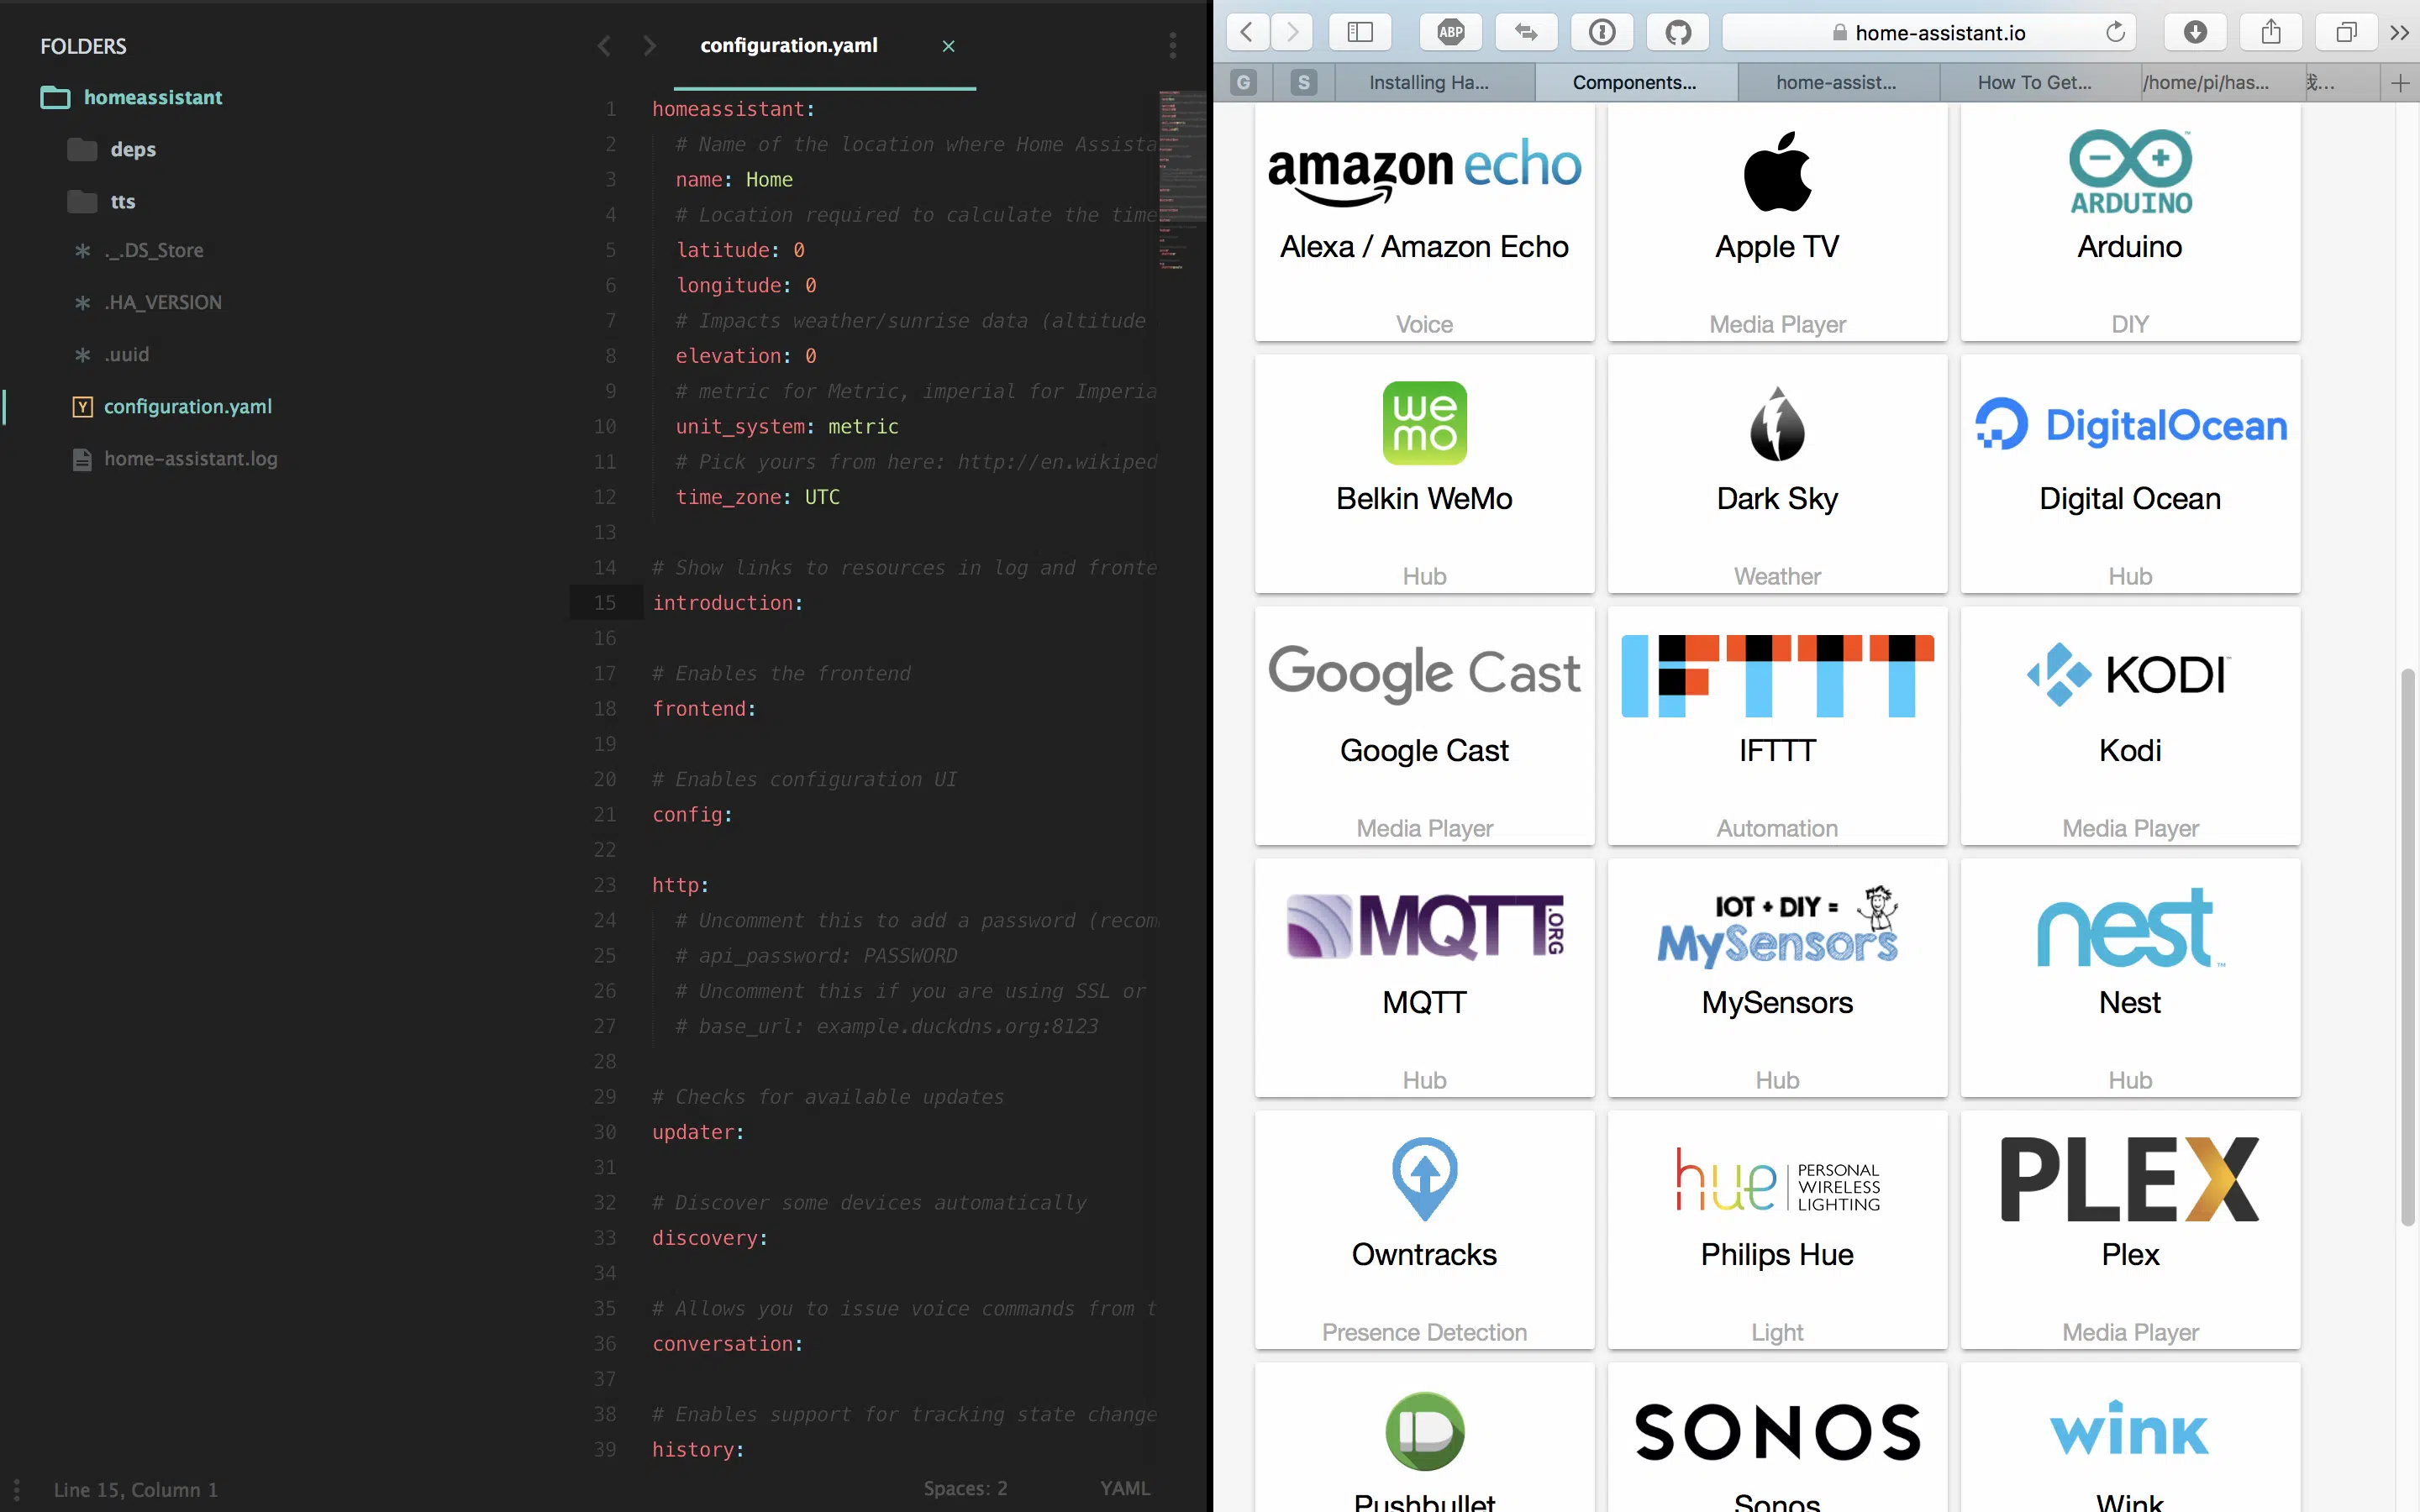 FOLDERS
homeassistant
deps
tts
._.DS_Store
.HA_VERSION
.uuid
Y configuration.yaml
home-assistant.log
configuration.yaml
1 homeassistant:
2 # Name of the location where Home Assista
3 name: Home
4 # Location required to calculate the time
5 latitude: 0
6 longitude: 0
7 # Impacts weather/sunrise data (altitude
8 elevation: 0
9 # metric for Metric, imperial for Imperia
10 unit_system: metric
11 # Pick yours from here: http://en.wikiped
12 time_zone: UTC
13
14 # Show links to resources in log and fronte
15 introduction:
16
17 # Enables the frontend
18 frontend:
19
20 # Enables configuration UI
21 config:
22
23 http:
24 # Uncomment this to add a password (recom
25 # api_password: PASSWORD
26 # Uncomment this if you are using SSL or
27 # base_url: example.duckdns.org:8123
28
29 # Checks for available updates
30 updater:
31
32 # Discover some devices automatically
33 discovery:
34
35 # Allows you to issue voice commands from t
36 conversation:
37
38 # Enables support for tracking state change
39 history:
Line 15, Column 1
Spaces: 2
YAML
ABP
home-assistant.io
G S Installing Ha... Components... home-assist... How To Get... /home/pi/has...
amazon echo
Alexa / Amazon Echo
Voice
Apple TV
Media Player
ARDUINO
Arduino
DIY
wemo
Belkin WeMo
Hub
Dark Sky
Weather
DigitalOcean
Digital Ocean
Hub
Google Cast
Google Cast
Media Player
IFTTT
IFTTT
Automation
KODI
Kodi
Media Player
MQTT.ORG
MQTT
Hub
IOT + DIY =
MySensors
MySensors
Hub
nest™
Nest
Hub
Owntracks
Presence Detection
hue PERSONAL
WIRELESS
LIGHTING
Philips Hue
Light
PLEX
Plex
Media Player
Pushbullet
SONOS
Sonos
wink
Wink